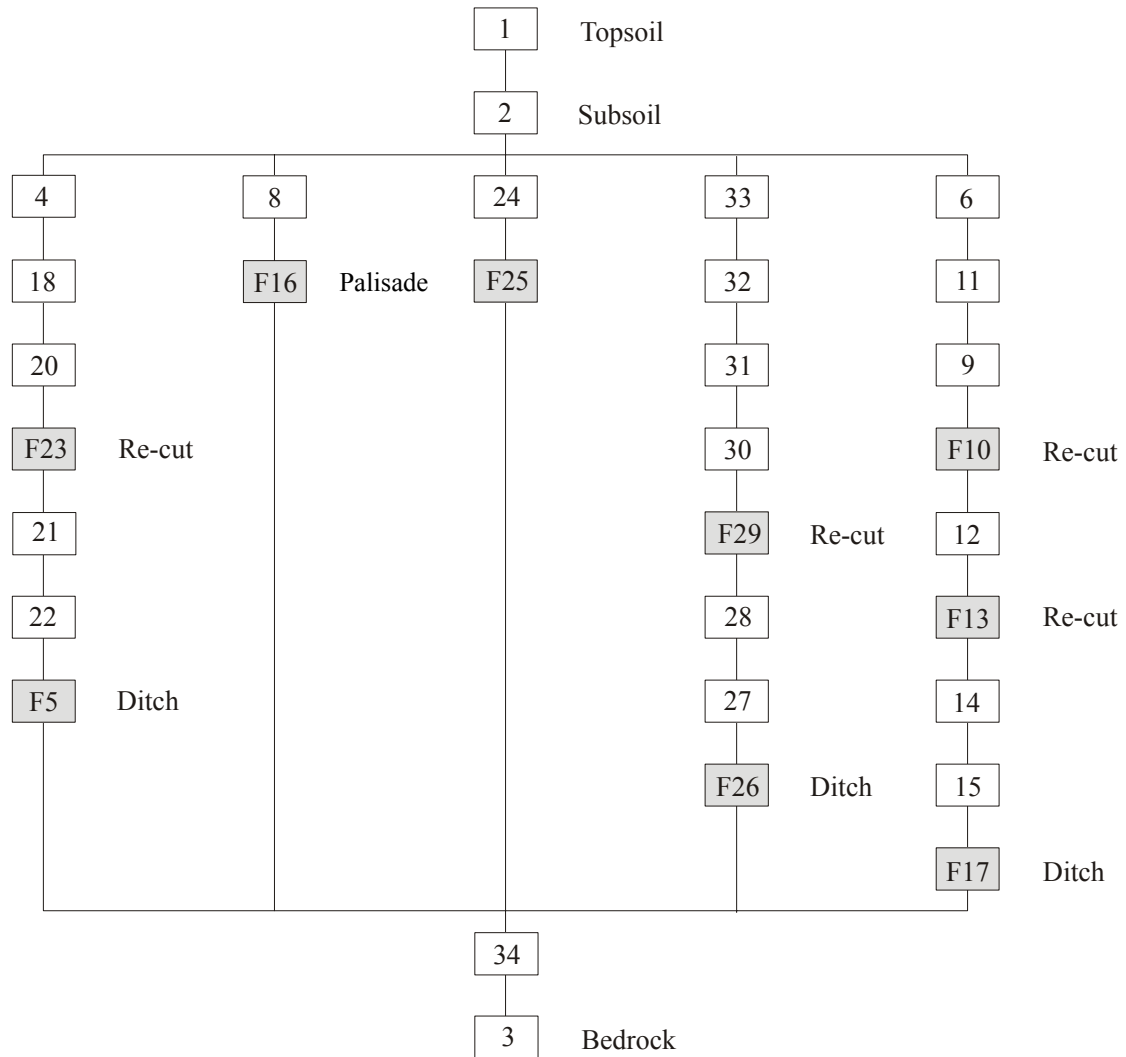 1 Topsoil
2 Subsoil
4 8 24 33 6
18 F16 Palisade F25 32 11
20 31 9
F23 Re-cut 30 F10 Re-cut
21 F29 Re-cut 12
22 28 F13 Re-cut
F5 Ditch 27 14
F26 Ditch 15
F17 Ditch
34
3 Bedrock